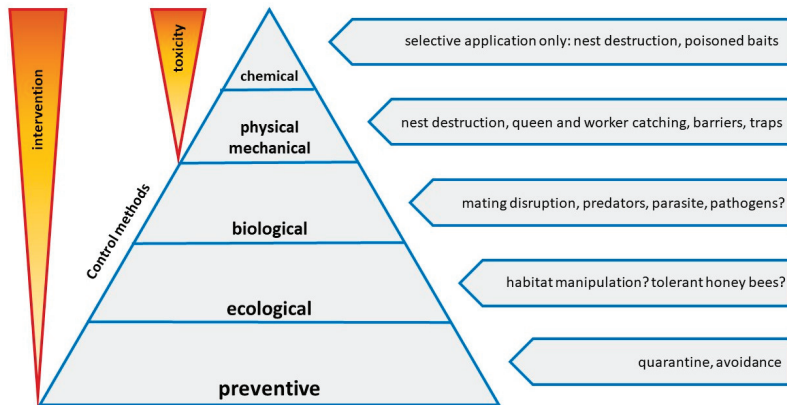 intervention
toxicity
Control methods
chemical
selective application only: nest destruction, poisoned baits
physical
mechanical
nest destruction, queen and worker catching, barriers, traps
biological
mating disruption, predators, parasite, pathogens?
ecological
habitat manipulation? tolerant honey bees?
preventive
quarantine, avoidance